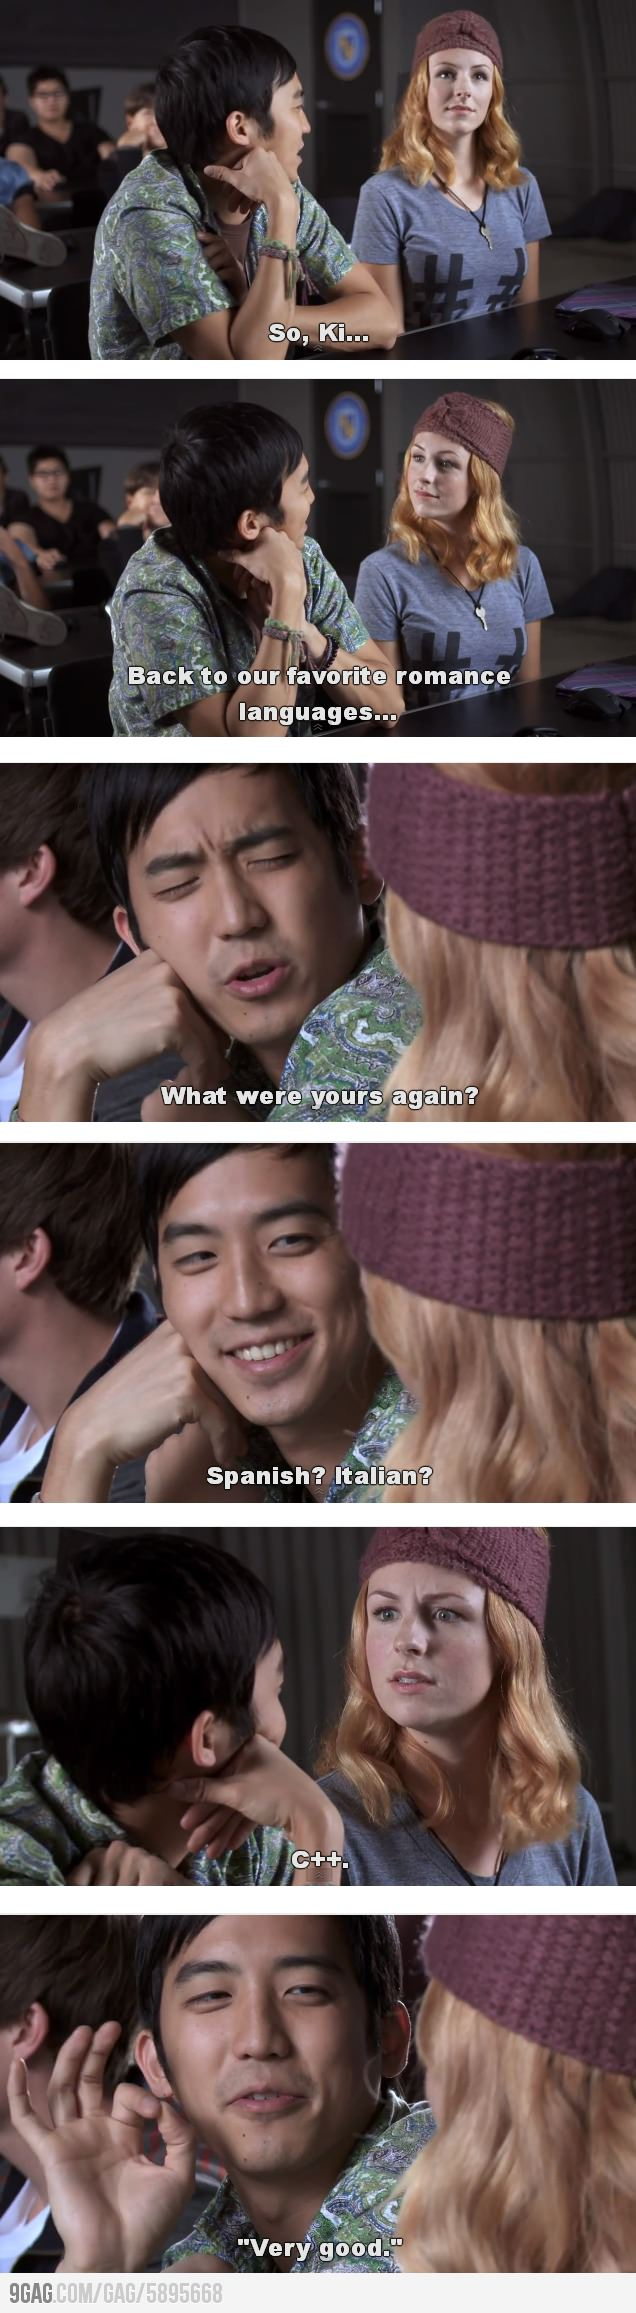 So, Ki...
Back to our favorite romance
languages...
What were yours again?
Spanish? Italian?
C++.
"Very good."
9GAG.COM/GAG/5895668